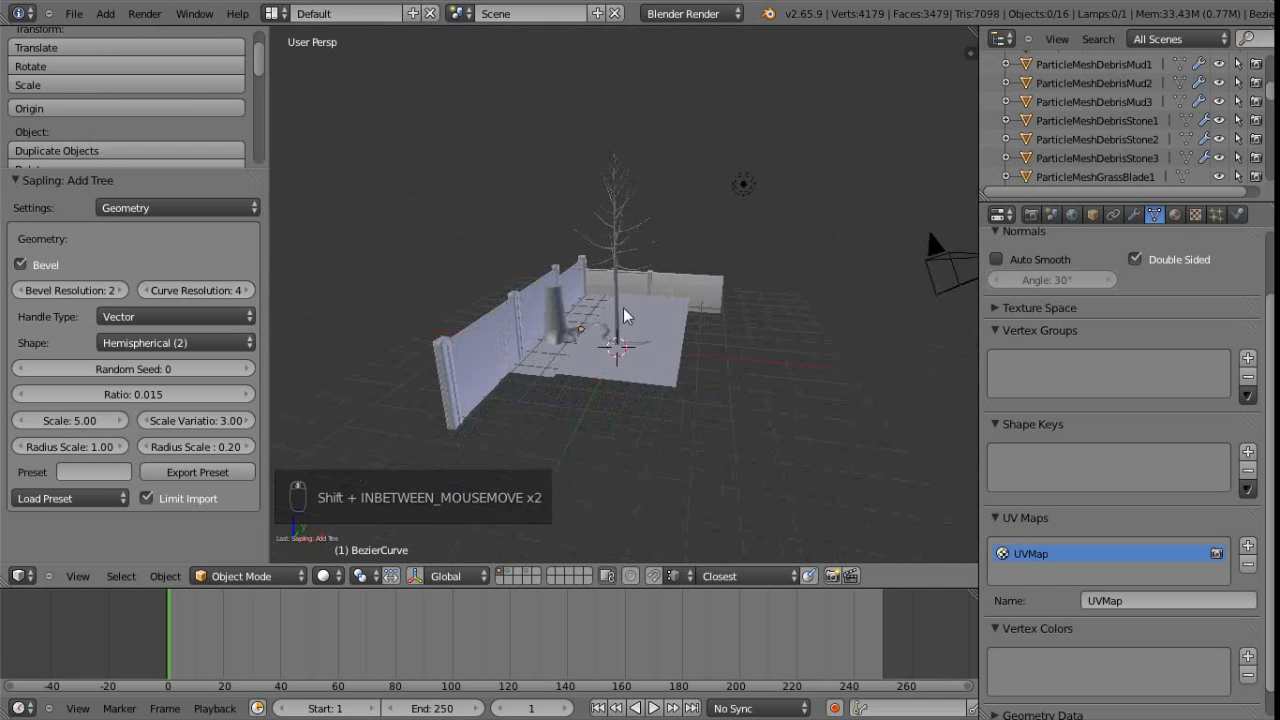 File Add Render Window Help Default Scene Blender Render v2.65.9 | Verts:4179 | Faces:3479| Tris:7098 | Objects:0/16 | Lamps:0/1 | Mem:33.43M (0.77M) | Bezie
Transform:
Translate
Rotate
Scale
Origin
Object:
Duplicate Objects
Sapling: Add Tree
Settings: Geometry
Geometry:
Bevel
Bevel Resolution: 2 Curve Resolution: 4
Handle Type: Vector
Shape: Hemispherical (2)
Random Seed: 0
Ratio: 0.015
Scale: 5.00 Scale Variatio: 3.00
Radius Scale: 1.00 Radius Scale : 0.20
Preset Export Preset
Load Preset Limit Import
User Persp
Shift + INBETWEEN_MOUSEMOVE x2
y
Last: Sapling: Add Tree
(1) BezierCurve
View Select Object Object Mode Global Closest
-40 -20 0 20 40 60 80 100 120 140 160 180 200 220 240 260
View Marker Frame Playback Start: 1 End: 250 1 No Sync
View Search All Scenes
ParticleMeshDebrisMud1
ParticleMeshDebrisMud2
ParticleMeshDebrisMud3
ParticleMeshDebrisStone1
ParticleMeshDebrisStone2
ParticleMeshDebrisStone3
ParticleMeshGrassBlade1
Normals
Auto Smooth Double Sided
Angle: 30°
Texture Space
Vertex Groups
Shape Keys
UV Maps
UVMap
Name: UVMap
Vertex Colors
Geometry Data